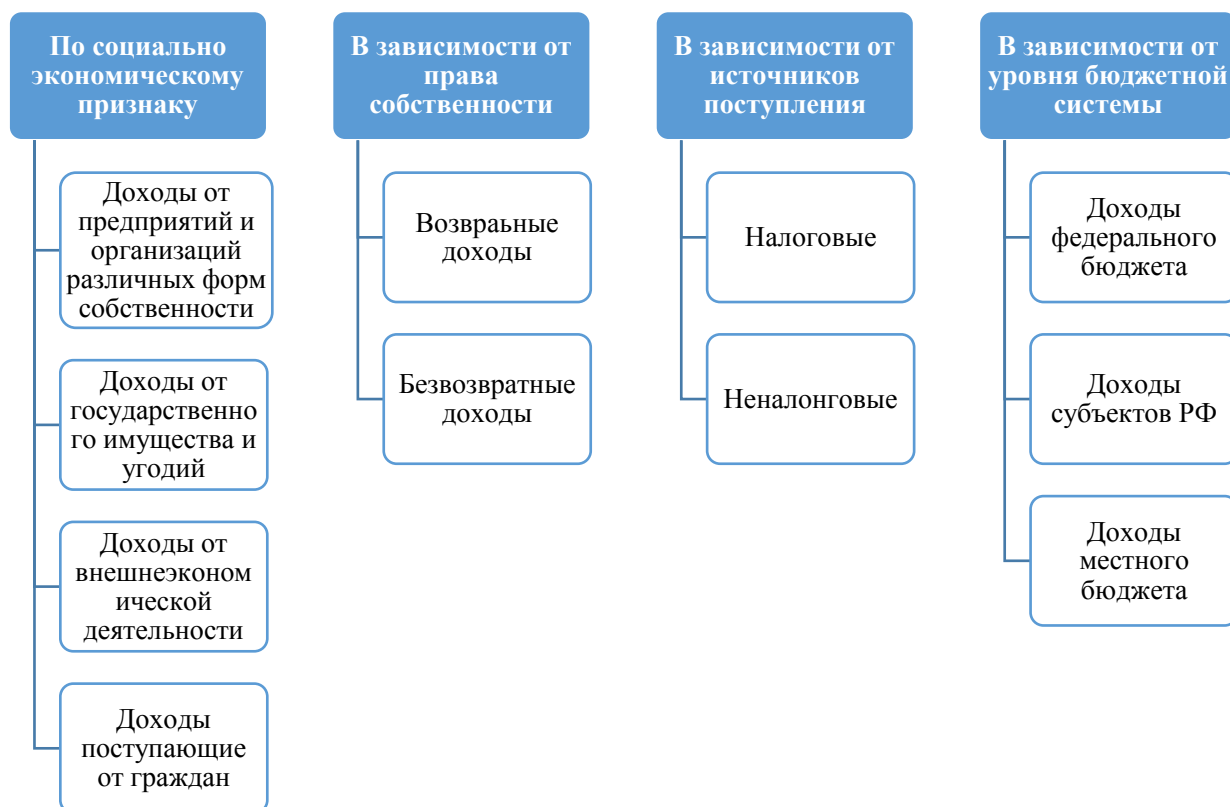 По социально
экономическому
признаку
Доходы от
предприятий и
организаций
различных форм
собственности
Доходы от
государственно
го имущества и
угодий
Доходы от
внешнеэконом
ической
деятельности
Доходы
поступающие
от граждан
В зависимости от
права
собственности
Возвраьные
доходы
Безвозвратные
доходы
В зависимости от
источников
поступления
Налоговые
Неналонговые
В зависимости от
уровня бюджетной
системы
Доходы
федерального
бюджета
Доходы
субъектов РФ
Доходы
местного
бюджета